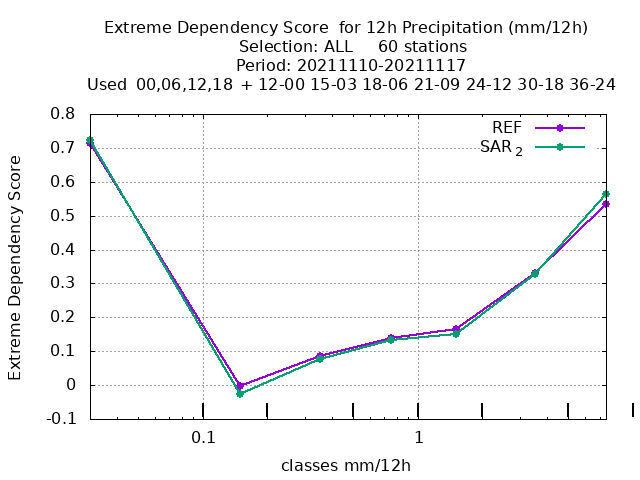 Extreme Dependency Score  for 12h Precipitation (mm/12h)
Selection: ALL     60 stations
Period: 20211110-20211117
Used  00,06,12,18 + 12-00 15-03 18-06 21-09 24-12 30-18 36-24
REF
SAR 2
0.8
0.7
0.6
0.5
0.4
0.3
0.2
0.1
0
-0.1
Extreme Dependency Score
0.1
1
classes mm/12h